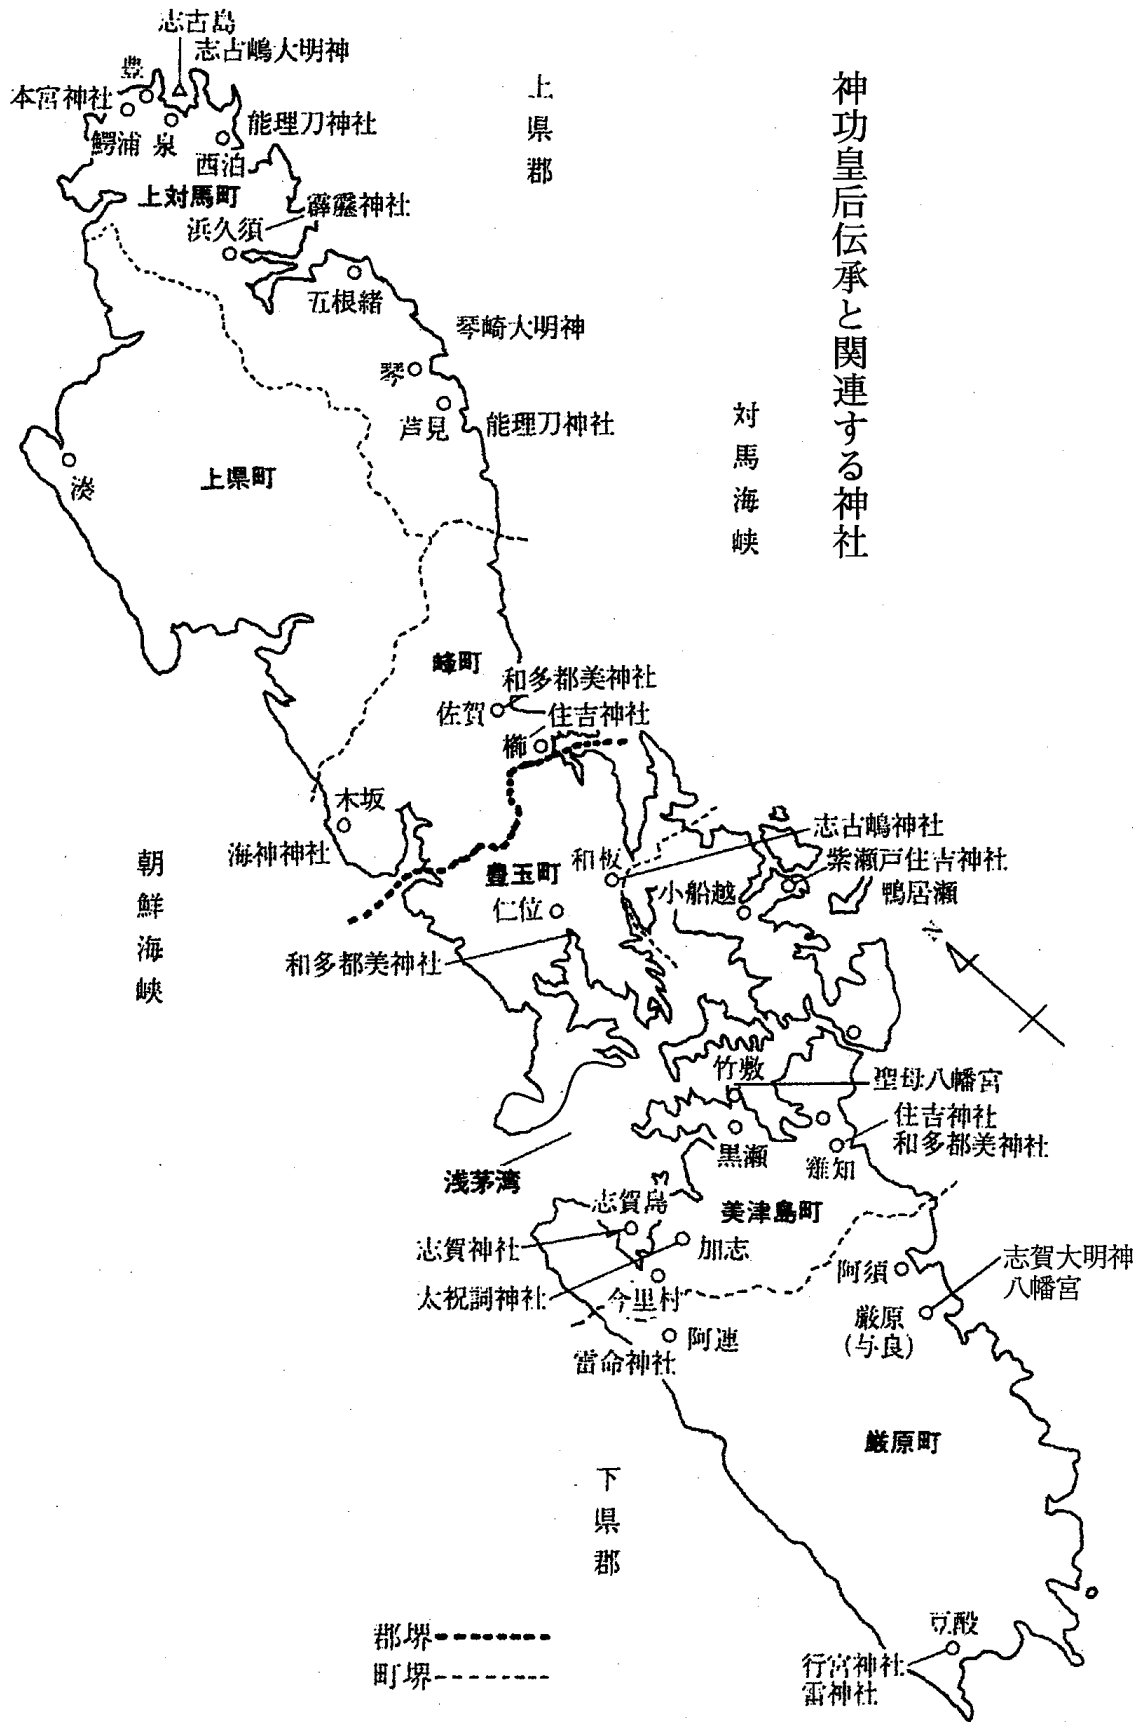 神功皇后伝承と関連する神社
志古島
志古嶋大明神
豊
本宮神社
鰐浦
泉
能理刀神社
西泊
上対馬町
霹靂神社
浜久須
五根緒
琴崎大明神
琴
芦見
能理刀神社
上県郡
対馬海峡
上県町
湊
峰町
和多都美神社
佐賀
住吉神社
櫛
木坂
海神神社
朝鮮海峡
志古嶋神社
和板
豊玉町
仁位
小船越
紫瀬戸住吉神社
鴨居瀬
和多都美神社
竹敷
聖母八幡宮
住吉神社
和多都美神社
黒瀬
雞知
浅茅湾
志賀島
美津島町
志賀神社
加志
太祝詞神社
今里村
阿連
雷命神社
阿須
志賀大明神
八幡宮
厳原
(与良)
厳原町
下県郡
豆酘
行宮神社
雷神社
郡堺
町堺